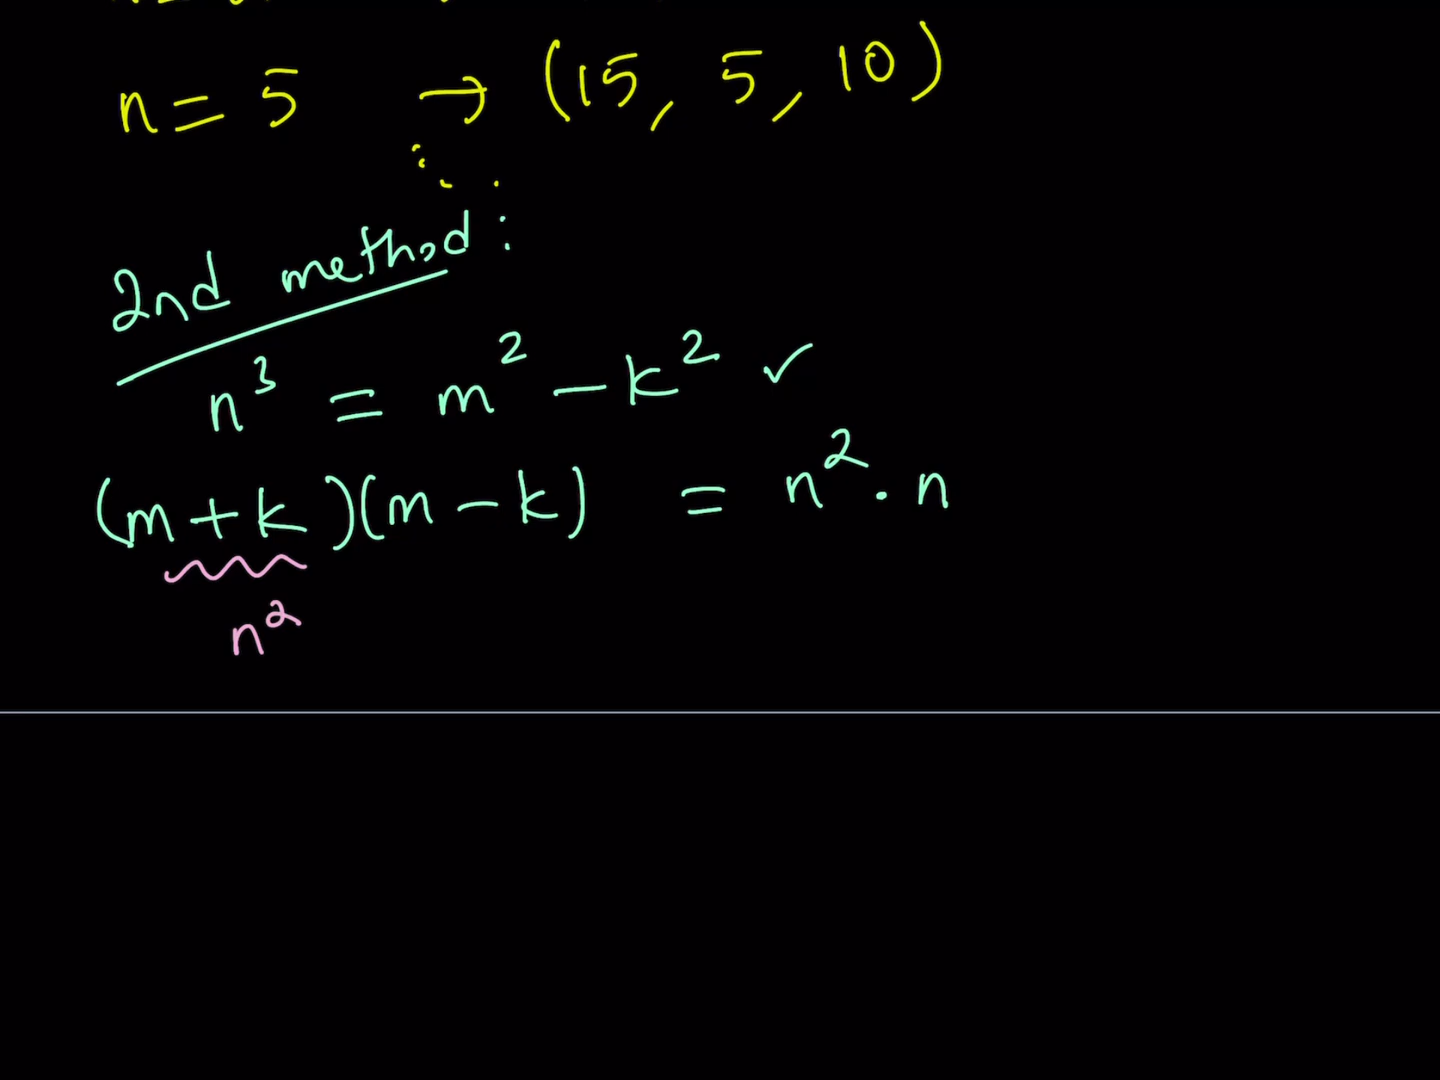 n = 5 → (15, 5, 10)
2nd method:
n³ = m² − k² ✓
(m + k)(m − k) = n² · n
n²